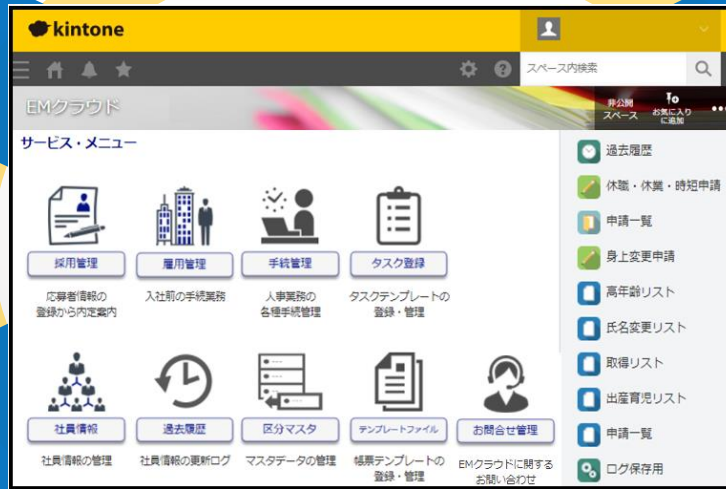 kintone
スペース内検索
EMクラウド
非公開
スペース
お気に入り
に追加
サービス・メニュー
採用管理
雇用管理
手続管理
タスク登録
応募者情報の
登録から内定案内
入社前の手続業務
人事業務の
各種手続管理
タスクテンプレートの
登録・管理
社員情報
過去履歴
区分マスタ
テンプレートファイル
お問合せ管理
社員情報の管理
社員情報の更新ログ
マスタデータの管理
帳票テンプレートの
登録・管理
EMクラウドに関する
お問い合わせ
過去履歴
休職・休業・時短申請
申請一覧
身上変更申請
高年齢リスト
氏名変更リスト
取得リスト
出産育児リスト
申請一覧
ログ保存用